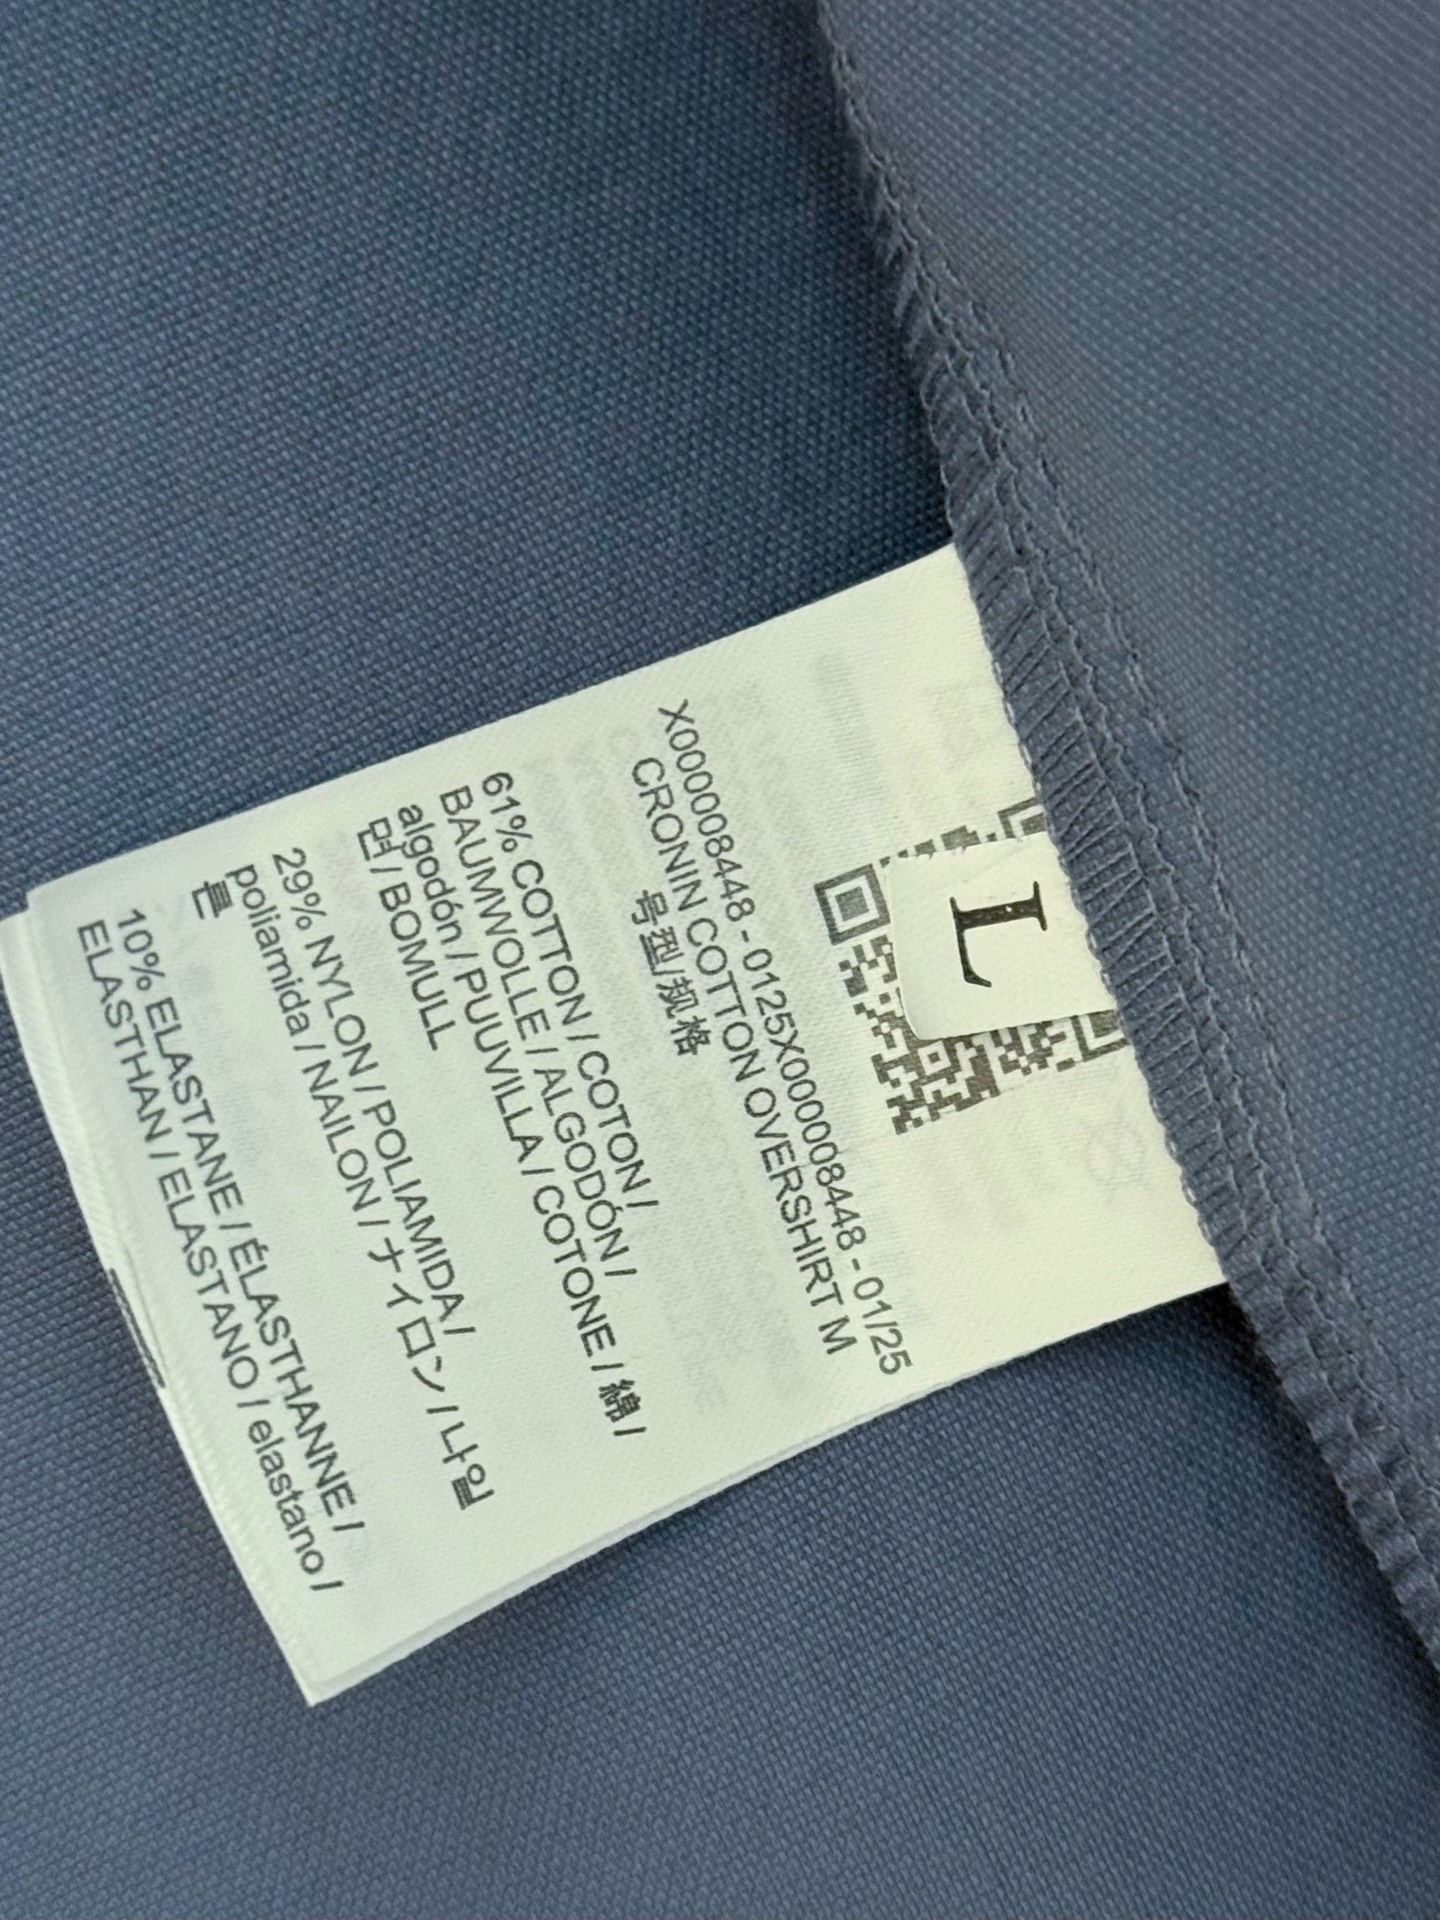 L
X000008448 - 0125X000008448 - 01/25
CRONIN COTTON OVERSHIRT M
号型/规格
61% COTTON / COTON /
BAUMWOLLE / ALGODÓN /
algodón / PUUVILLA / COTONE / 綿 /
면 / BOMULL
29% NYLON / POLIAMIDA /
poliamida / NAILON / ナイロン / 나일
론
10% ELASTANE / ÉLASTHANNE /
ELASTHAN / ELASTANO / elastano /